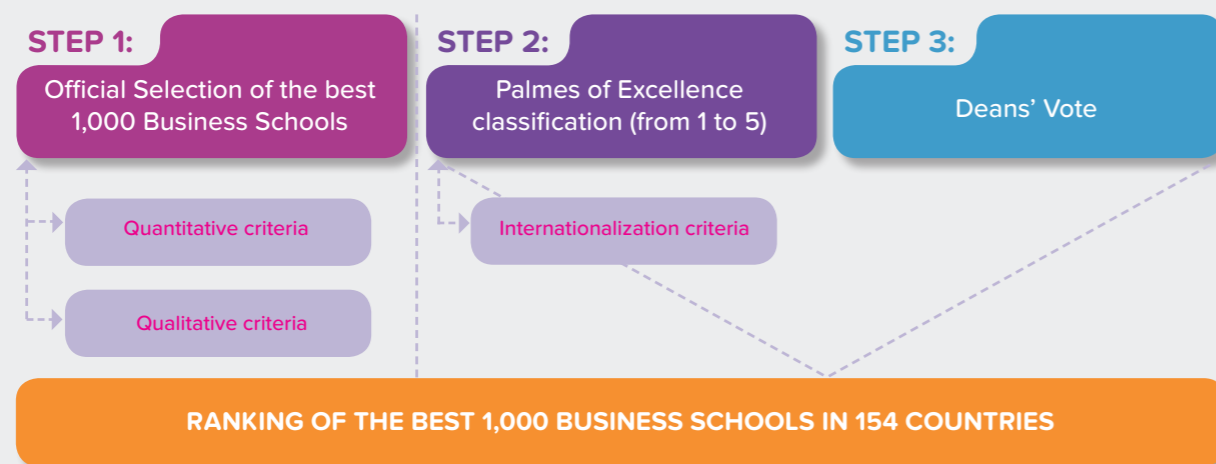 STEP 1:
Official Selection of the best
1,000 Business Schools
Quantitative criteria
Qualitative criteria
STEP 2:
Palmes of Excellence
classification (from 1 to 5)
Internationalization criteria
STEP 3:
Deans’ Vote
RANKING OF THE BEST 1,000 BUSINESS SCHOOLS IN 154 COUNTRIES